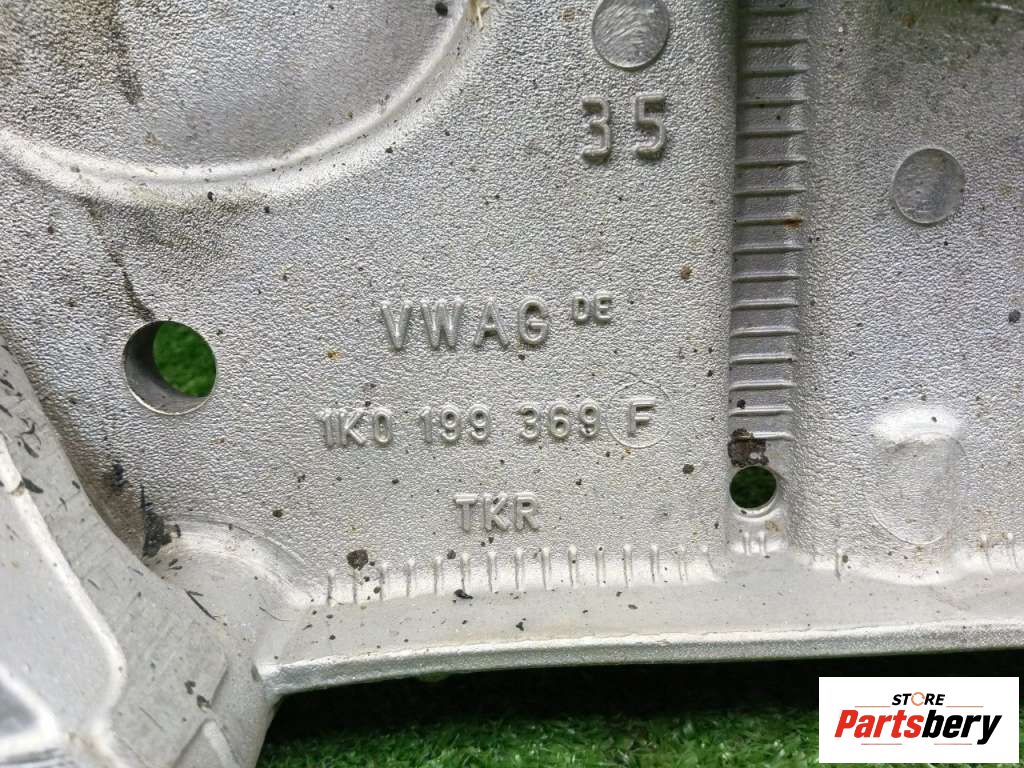 35
VWAG DE
1K0 199 369 F
TKR
STORE
Partsbery